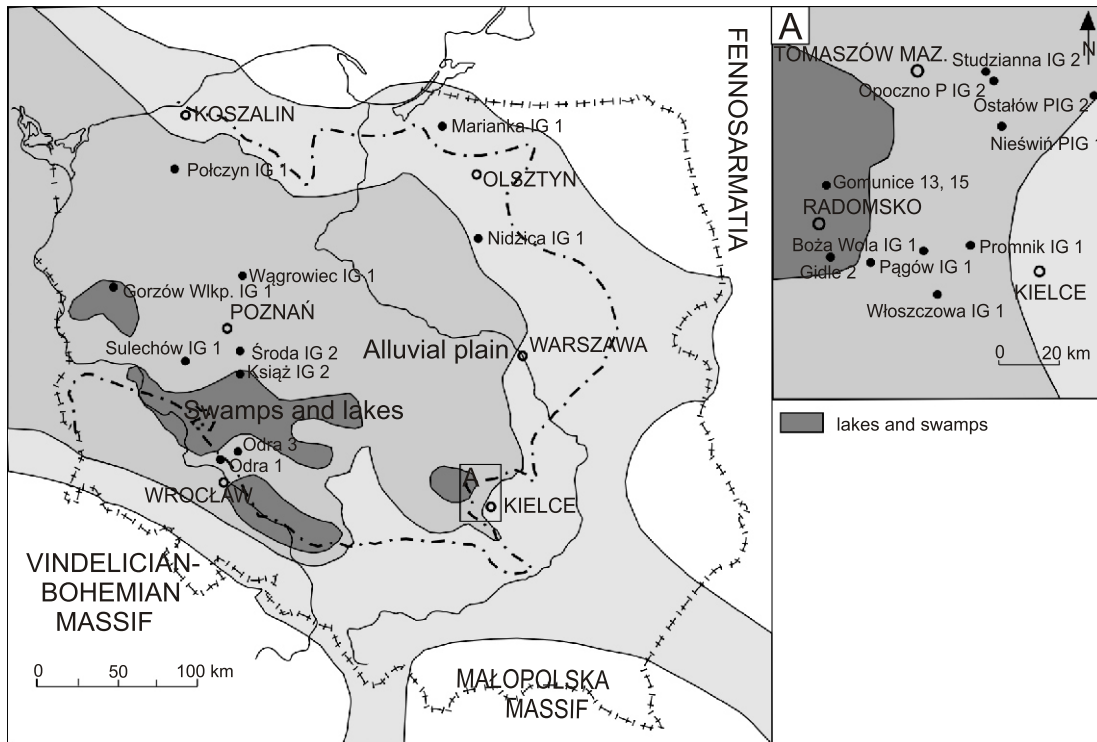 FENNOSARMATIA
KOSZALIN
Marianka IG 1
Połczyn IG 1
OLSZTYN
Nidzica IG 1
Wągrowiec IG 1
Gorzów Wlkp. IG 1
POZNAŃ
Sulechów IG 1
Środa IG 2
Książ IG 2
Alluvial plain
WARSZAWA
Swamps and lakes
Odra 3
Odra 1
WROCŁAW
A
KIELCE
VINDELICIAN-
BOHEMIAN
MASSIF
MAŁOPOLSKA
MASSIF
0 50 100 km
A
N
TOMASZÓW MAZ.
Studzianna IG 2
Opoczno P IG 2
Ostałów PIG 2
Nieświń PIG 1
Gomunice 13, 15
RADOMSKO
Boża Wola IG 1
Promnik IG 1
Gidle 2
Pągów IG 1
KIELCE
Włoszczowa IG 1
0 20 km
lakes and swamps